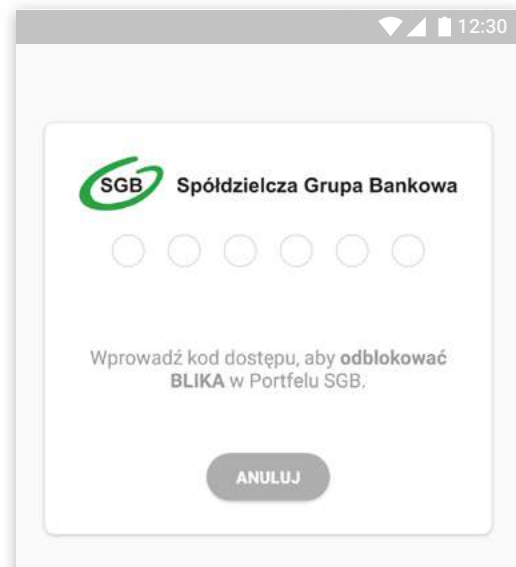 12:30
SGB Spółdzielcza Grupa Bankowa
Wprowadź kod dostępu, aby odblokować
BLIKA w Portfelu SGB.
ANULUJ